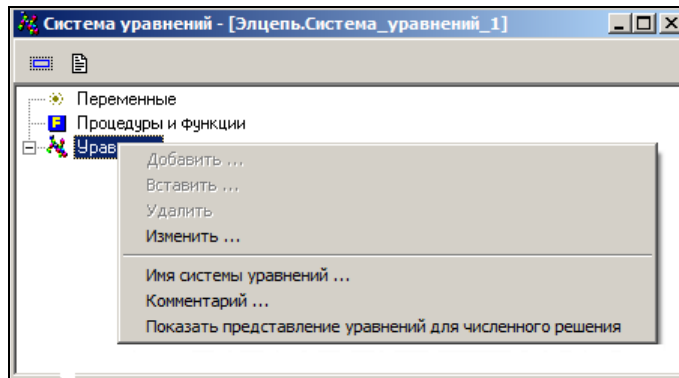 Система уравнений - [Элцепь.Система_уравнений_1]
Переменные
Процедуры и функции
Добавить ...
Вставить ...
Удалить
Изменить ...
Имя системы уравнений ...
Комментарий ...
Показать представление уравнений для численного решения